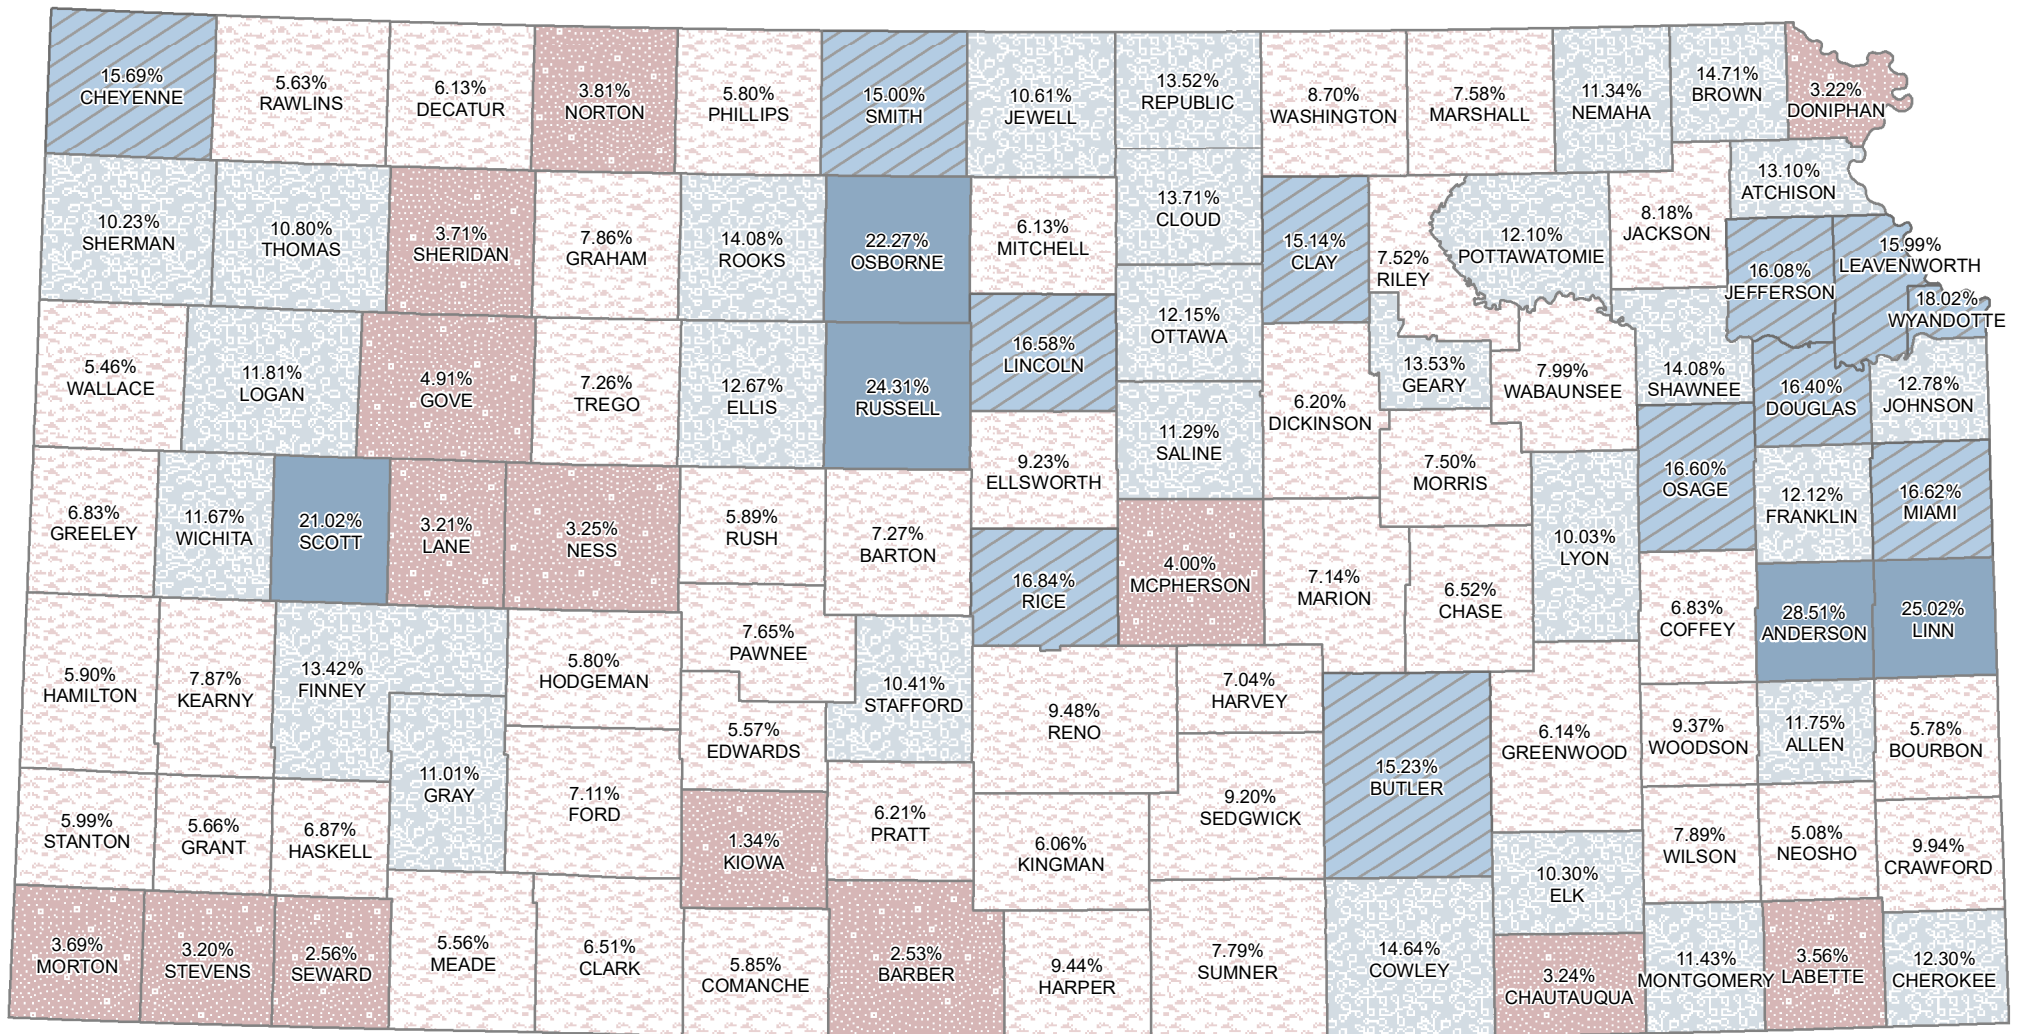 15.69%
CHEYENNE
5.63%
RAWLINS
6.13%
DECATUR
3.81%
NORTON
5.80%
PHILLIPS
15.00%
SMITH
10.61%
JEWELL
13.52%
REPUBLIC
8.70%
WASHINGTON
7.58%
MARSHALL
11.34%
NEMAHA
14.71%
BROWN
3.22%
DONIPHAN
13.10%
ATCHISON
10.23%
SHERMAN
10.80%
THOMAS
3.71%
SHERIDAN
7.86%
GRAHAM
14.08%
ROOKS
22.27%
OSBORNE
6.13%
MITCHELL
13.71%
CLOUD
15.14%
CLAY
7.52%
RILEY
12.10%
POTTAWATOMIE
8.18%
JACKSON
16.08%
JEFFERSON
15.99%
LEAVENWORTH
18.02%
WYANDOTTE
5.46%
WALLACE
11.81%
LOGAN
4.91%
GOVE
7.26%
TREGO
12.67%
ELLIS
24.31%
RUSSELL
16.58%
LINCOLN
12.15%
OTTAWA
6.20%
DICKINSON
13.53%
GEARY
7.99%
WABAUNSEE
14.08%
SHAWNEE
16.40%
DOUGLAS
12.78%
JOHNSON
9.23%
ELLSWORTH
11.29%
SALINE
7.50%
MORRIS
16.60%
OSAGE
12.12%
FRANKLIN
16.62%
MIAMI
6.83%
GREELEY
11.67%
WICHITA
21.02%
SCOTT
3.21%
LANE
3.25%
NESS
5.89%
RUSH
7.27%
BARTON
16.84%
RICE
4.00%
MCPHERSON
7.14%
MARION
6.52%
CHASE
10.03%
LYON
6.83%
COFFEY
28.51%
ANDERSON
25.02%
LINN
5.90%
HAMILTON
7.87%
KEARNY
13.42%
FINNEY
5.80%
HODGEMAN
7.65%
PAWNEE
10.41%
STAFFORD
9.48%
RENO
7.04%
HARVEY
5.57%
EDWARDS
11.01%
GRAY
7.11%
FORD
15.23%
BUTLER
6.14%
GREENWOOD
9.37%
WOODSON
11.75%
ALLEN
5.78%
BOURBON
5.99%
STANTON
5.66%
GRANT
6.87%
HASKELL
1.34%
KIOWA
6.21%
PRATT
6.06%
KINGMAN
9.20%
SEDGWICK
10.30%
ELK
7.89%
WILSON
5.08%
NEOSHO
9.94%
CRAWFORD
3.69%
MORTON
3.20%
STEVENS
2.56%
SEWARD
5.56%
MEADE
6.51%
CLARK
5.85%
COMANCHE
2.53%
BARBER
9.44%
HARPER
7.79%
SUMNER
14.64%
COWLEY
3.24%
CHAUTAUQUA
11.43%
MONTGOMERY
3.56%
LABETTE
12.30%
CHEROKEE